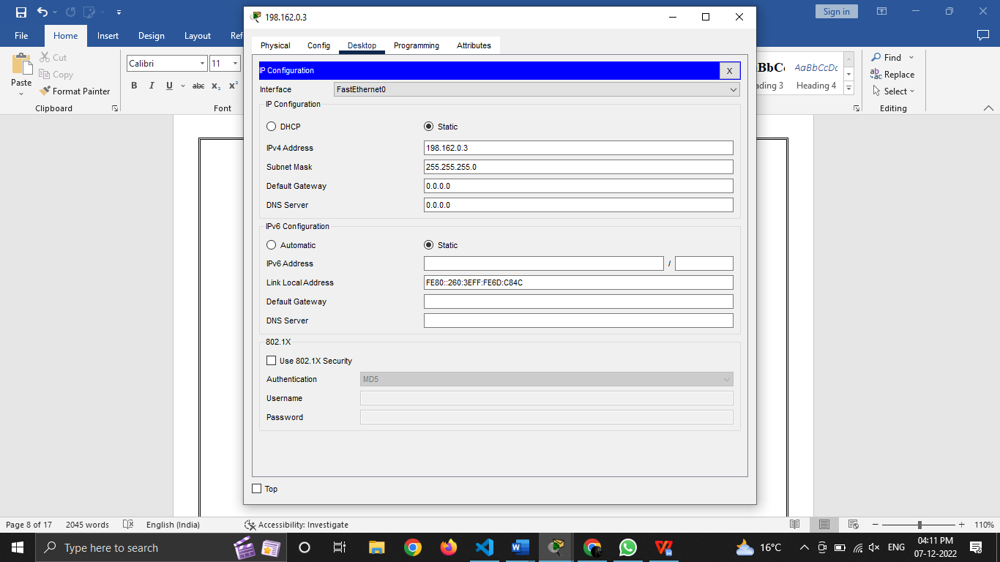 198.162.0.3
Sign in
File Home Insert Design Layout Ref
Physical Config Desktop Programming Attributes
Cut
Copy
Paste
Format Painter
Clipboard
Calibri 11
B I U abc x₂ x²
Font
IP Configuration X
Interface FastEthernet0
IP Configuration
DHCP Static
IPv4 Address 198.162.0.3
Subnet Mask 255.255.255.0
Default Gateway 0.0.0.0
DNS Server 0.0.0.0
IPv6 Configuration
Automatic Static
IPv6 Address /
Link Local Address FE80::260:3EFF:FE6D:C84C
Default Gateway
DNS Server
802.1X
Use 802.1X Security
Authentication MD5
Username
Password
Top
BbC AaBbCcDc
ading 3 Heading 4
Find
Replace
Select
Editing
Page 8 of 17 2045 words English (India) Accessibility: Investigate 110%
Type here to search
16°C ENG 04:11 PM
07-12-2022